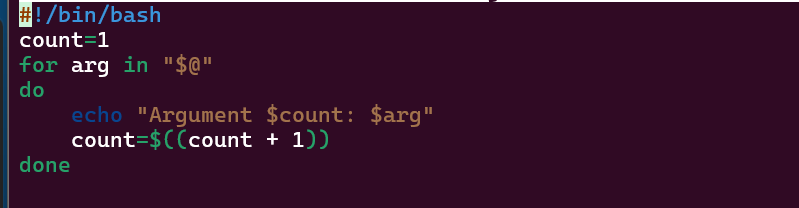 #!/bin/bash
count=1
for arg in "$@"
do
    echo "Argument $count: $arg"
    count=$((count + 1))
done